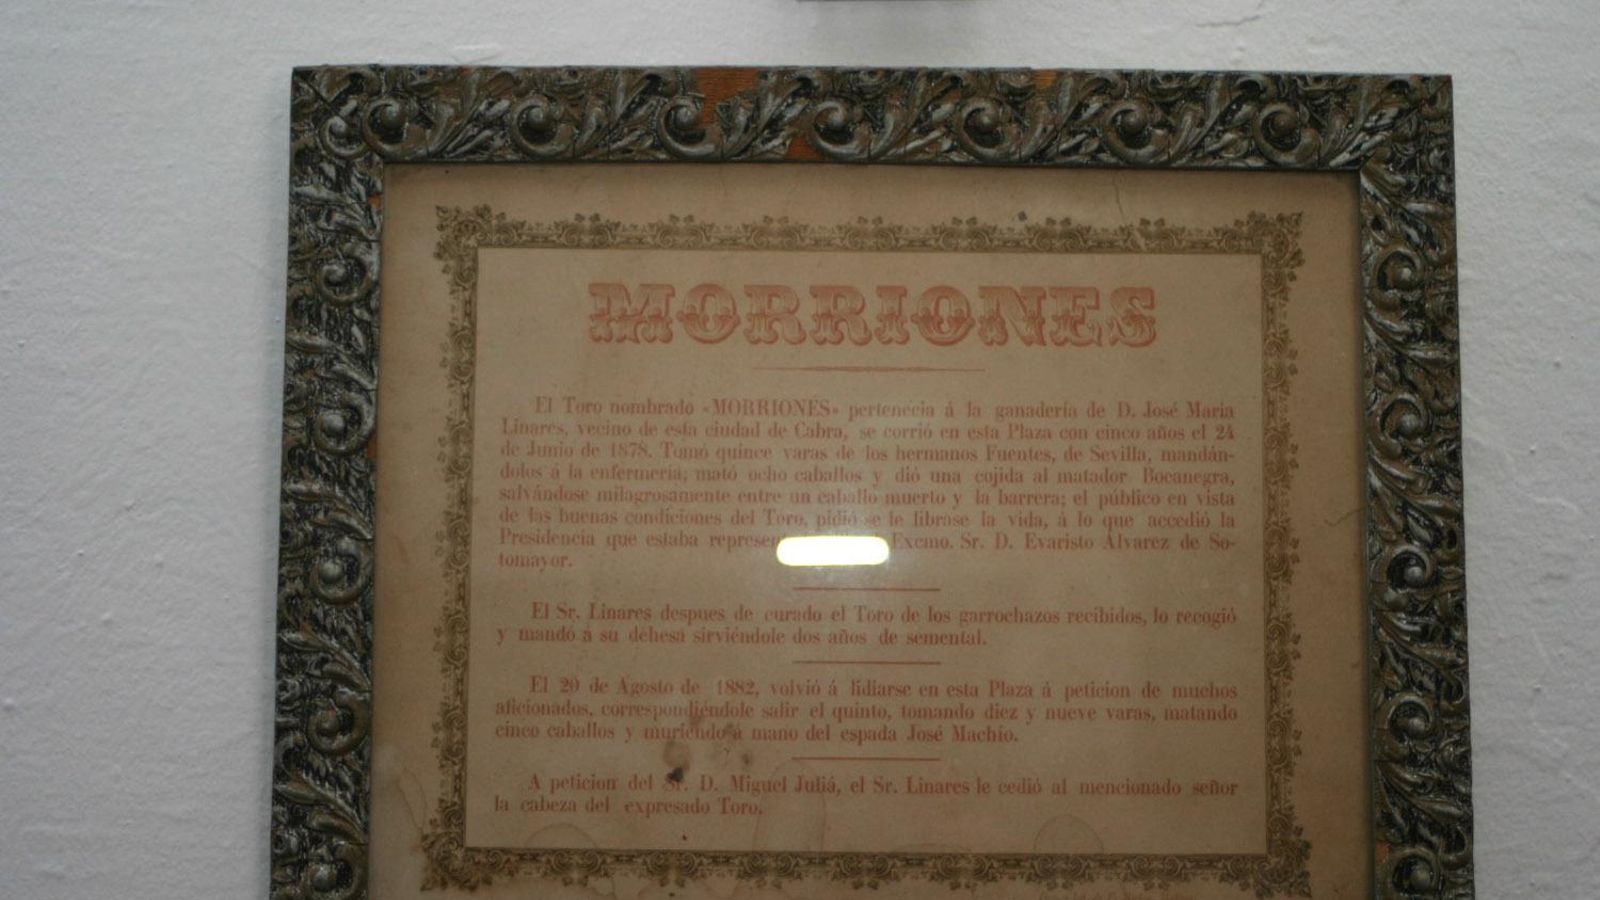 MORRIONES
El Toro nombrado «MORRIONES» pertenecia á la ganadería de D. José Maria
Linares, vecino de esta ciudad de Cabra, se corrió en esta Plaza con cinco años el 24
de Junio de 1878. Tomó quince varas de los hermanos Fuentes, de Sevilla, mandán-
dolos á la enfermería; mató ocho caballos y dió una cojida al matador Bocanegra,
salvándose milagrosamente entre un caballo muerto y la barrera; el público en vista
de las buenas condiciones del Toro, pidió se le librase la vida, á lo que accedió la
Presidencia que estaba Excmo. Sr. D. Evaristo Alvarez de So-
tomayor.
El Sr. Linares despues de curado el Toro de los garrochazos recibidos, lo recogió
y mandó á su dehesa sirviéndole dos años de semental.
El 20 de Agosto de 1882, volvió á lidiarse en esta Plaza á peticion de muchos
aficionados, correspondiéndole salir el quinto, tomando diez y nueve varas, matando
cinco caballos y muriendo á mano del espada José Machío.
A peticion del Sr. D. Miguel Juliá, el Sr. Linares le cedió al mencionado señor
la cabeza del expresado Toro.